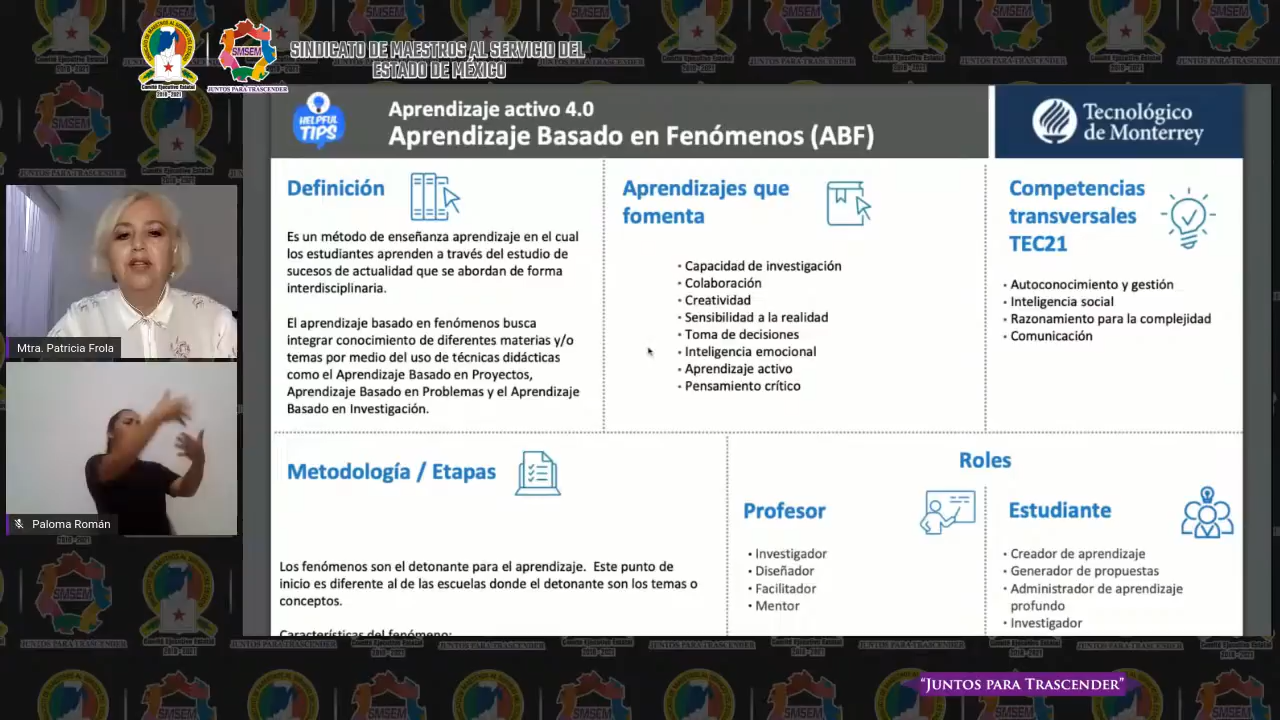 SINDICATO DE MAESTROS AL SERVICIO DEL
ESTADO DE MÉXICO
SMSEM
Comité Ejecutivo Estatal
2018 - 2021
JUNTOS PARA TRASCENDER
HELPFUL
TIPS
Aprendizaje activo 4.0
Aprendizaje Basado en Fenómenos (ABF)
Tecnológico
de Monterrey
Definición
Es un método de enseñanza aprendizaje en el cual
los estudiantes aprenden a través del estudio de
sucesos de actualidad que se abordan de forma
interdisciplinaria.
El aprendizaje basado en fenómenos busca
integrar conocimiento de diferentes materias y/o
temas por medio del uso de técnicas didácticas
como el Aprendizaje Basado en Proyectos,
Aprendizaje Basado en Problemas y el Aprendizaje
Basado en Investigación.
Aprendizajes que
fomenta
• Capacidad de investigación
• Colaboración
• Creatividad
• Sensibilidad a la realidad
• Toma de decisiones
• Inteligencia emocional
• Aprendizaje activo
• Pensamiento crítico
Competencias
transversales
TEC21
• Autoconocimiento y gestión
• Inteligencia social
• Razonamiento para la complejidad
• Comunicación
Mtra. Patricia Frola
Paloma Román
Metodología / Etapas
Los fenómenos son el detonante para el aprendizaje. Este punto de
inicio es diferente al de las escuelas donde el detonante son los temas o
conceptos.
Características del fenómeno:
Roles
Profesor
• Investigador
• Diseñador
• Facilitador
• Mentor
Estudiante
• Creador de aprendizaje
• Generador de propuestas
• Administrador de aprendizaje
profundo
• Investigador
“JUNTOS PARA TRASCENDER”